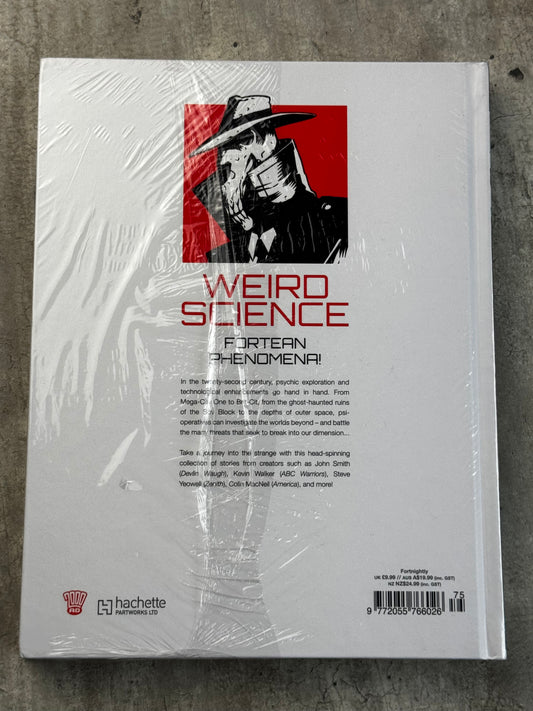 WEIRD
SCIENCE
FORTEAN
PHENOMENA!
In the twenty-second century, psychic exploration and
technological enhancements go hand in hand. From
Mega-City One to Brit-Cit, from the ghost-haunted ruins
of the Sov Block to the depths of outer space, psi-
operatives can investigate the worlds beyond – and battle
the many threats that seek to break into our dimension...
Take a journey into the strange with this head-spinning
collection of stories from creators such as John Smith
(Devlin Waugh), Kevin Walker (ABC Warriors), Steve
Yeowell (Zenith), Colin MacNeil (America), and more!
Fortnightly
UK £9.99 // AUS A$19.99 (inc. GST)
NZ NZ$24.99 (inc. GST)
75
9 772055 766026
2000
AD
hachette
PARTWORKS LTD